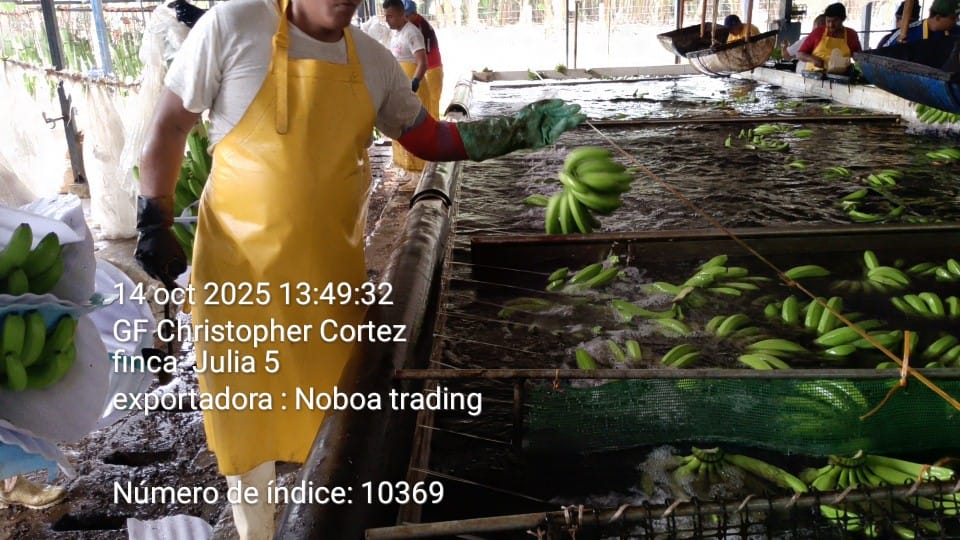 14 oct 2025 13:49:32
GF Christopher Cortez
finca: Julia 5
exportadora : Noboa trading
Número de índice: 10369